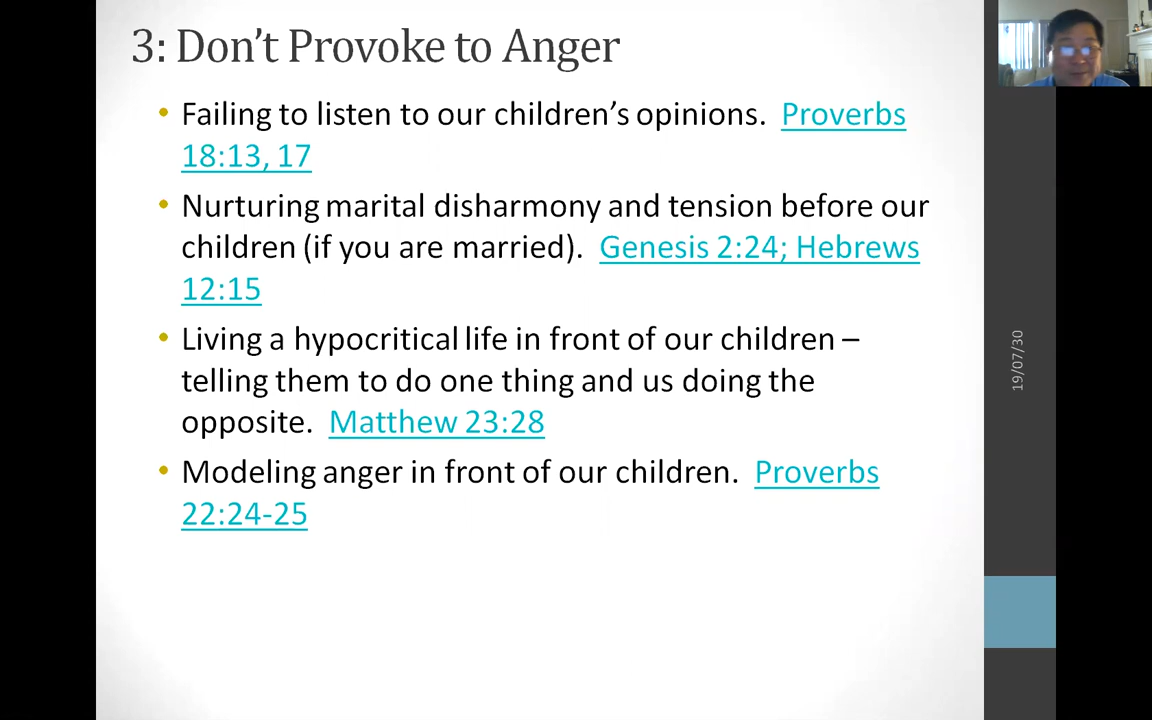 3: Don’t Provoke to Anger
• Failing to listen to our children’s opinions. Proverbs
18:13, 17
• Nurturing marital disharmony and tension before our
children (if you are married). Genesis 2:24; Hebrews
12:15
• Living a hypocritical life in front of our children –
telling them to do one thing and us doing the
opposite. Matthew 23:28
• Modeling anger in front of our children. Proverbs
22:24-25
19/07/30